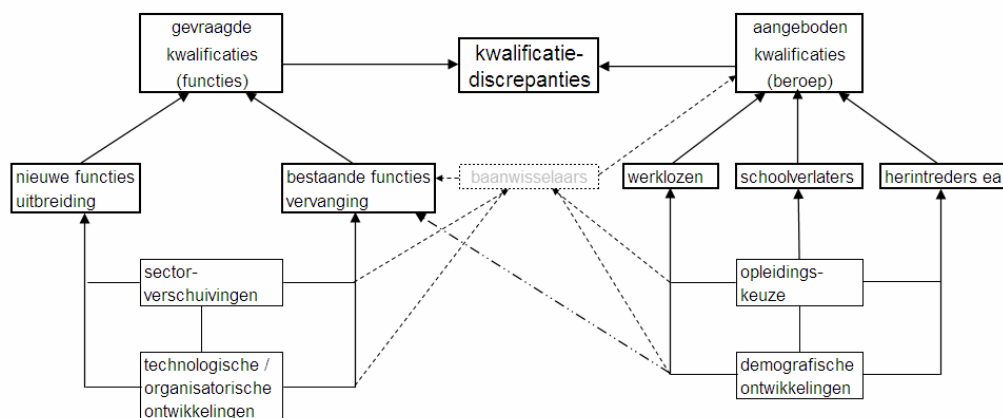 gevraagde
kwalificaties
(functies)
kwalificatie-
discrepanties
aangeboden
kwalificaties
(beroep)
nieuwe functies
uitbreiding
bestaande functies
vervanging
baanwisselaars
werklozen
schoolverlaters
herintreders ea
sector-
verschuivingen
opleidings-
keuze
technologische /
organisatorische
ontwikkelingen
demografische
ontwikkelingen